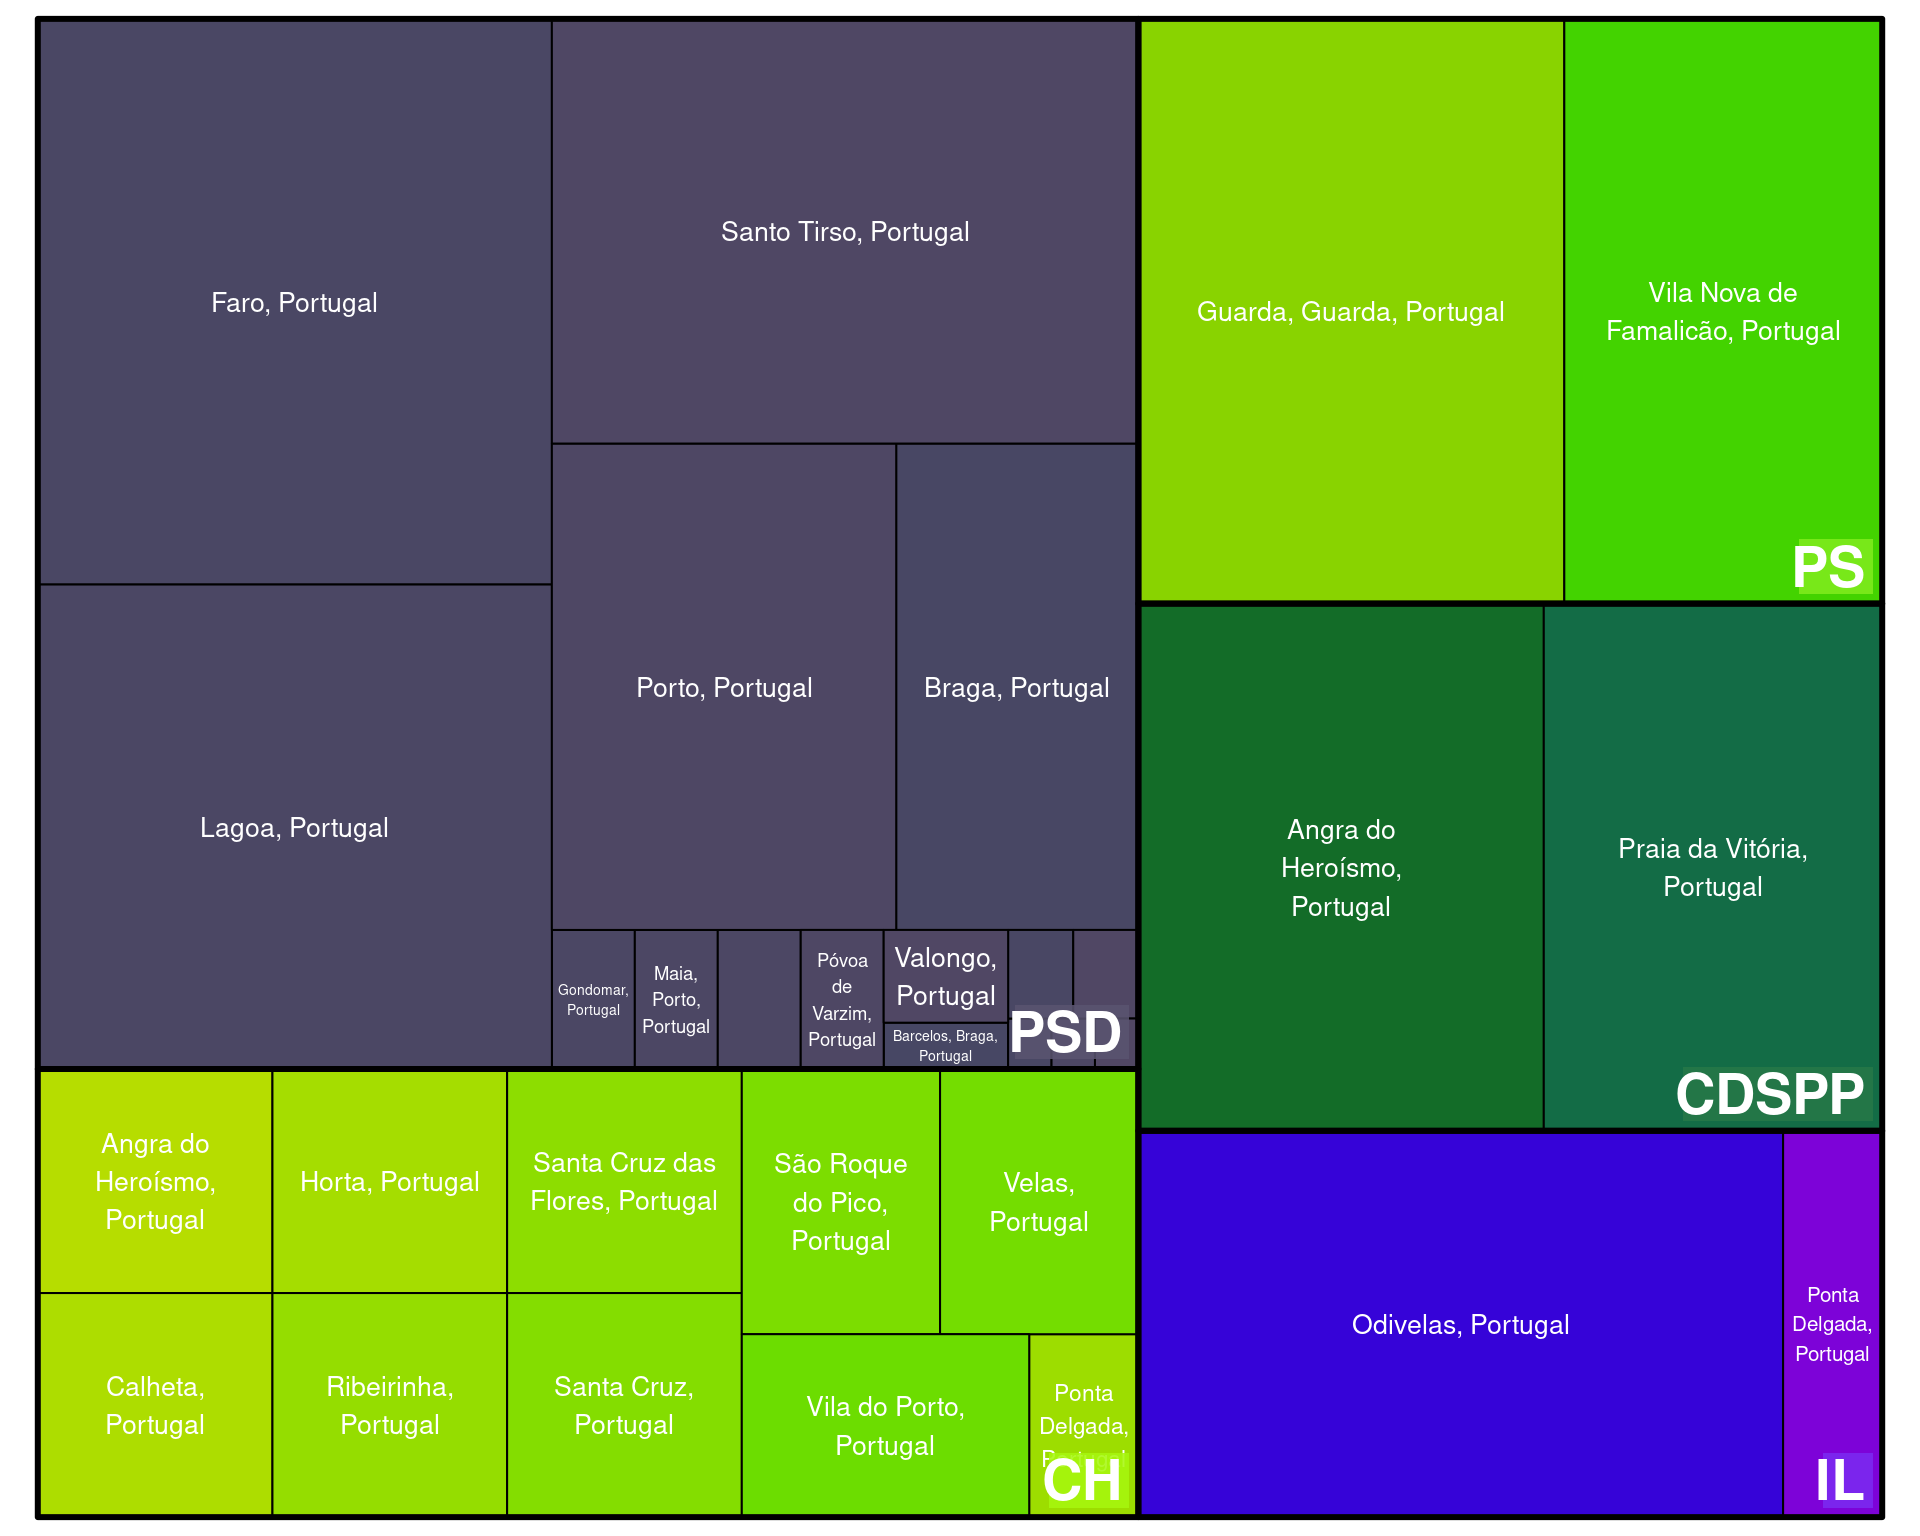 Faro, Portugal
Santo Tirso, Portugal
Lagoa, Portugal
Porto, Portugal
Braga, Portugal
Gondomar,
Portugal
Maia,
Porto,
Portugal
Póvoa
de
Varzim,
Portugal
Valongo,
Portugal
Barcelos, Braga,
Portugal
PSD
Guarda, Guarda, Portugal
Vila Nova de
Famalicão, Portugal
PS
Angra do
Heroísmo,
Portugal
Praia da Vitória,
Portugal
CDSPP
Angra do
Heroísmo,
Portugal
Horta, Portugal
Santa Cruz das
Flores, Portugal
São Roque
do Pico,
Portugal
Velas,
Portugal
Calheta,
Portugal
Ribeirinha,
Portugal
Santa Cruz,
Portugal
Vila do Porto,
Portugal
Ponta
Delgada,
Portugal
CH
Odivelas, Portugal
Ponta
Delgada,
Portugal
IL